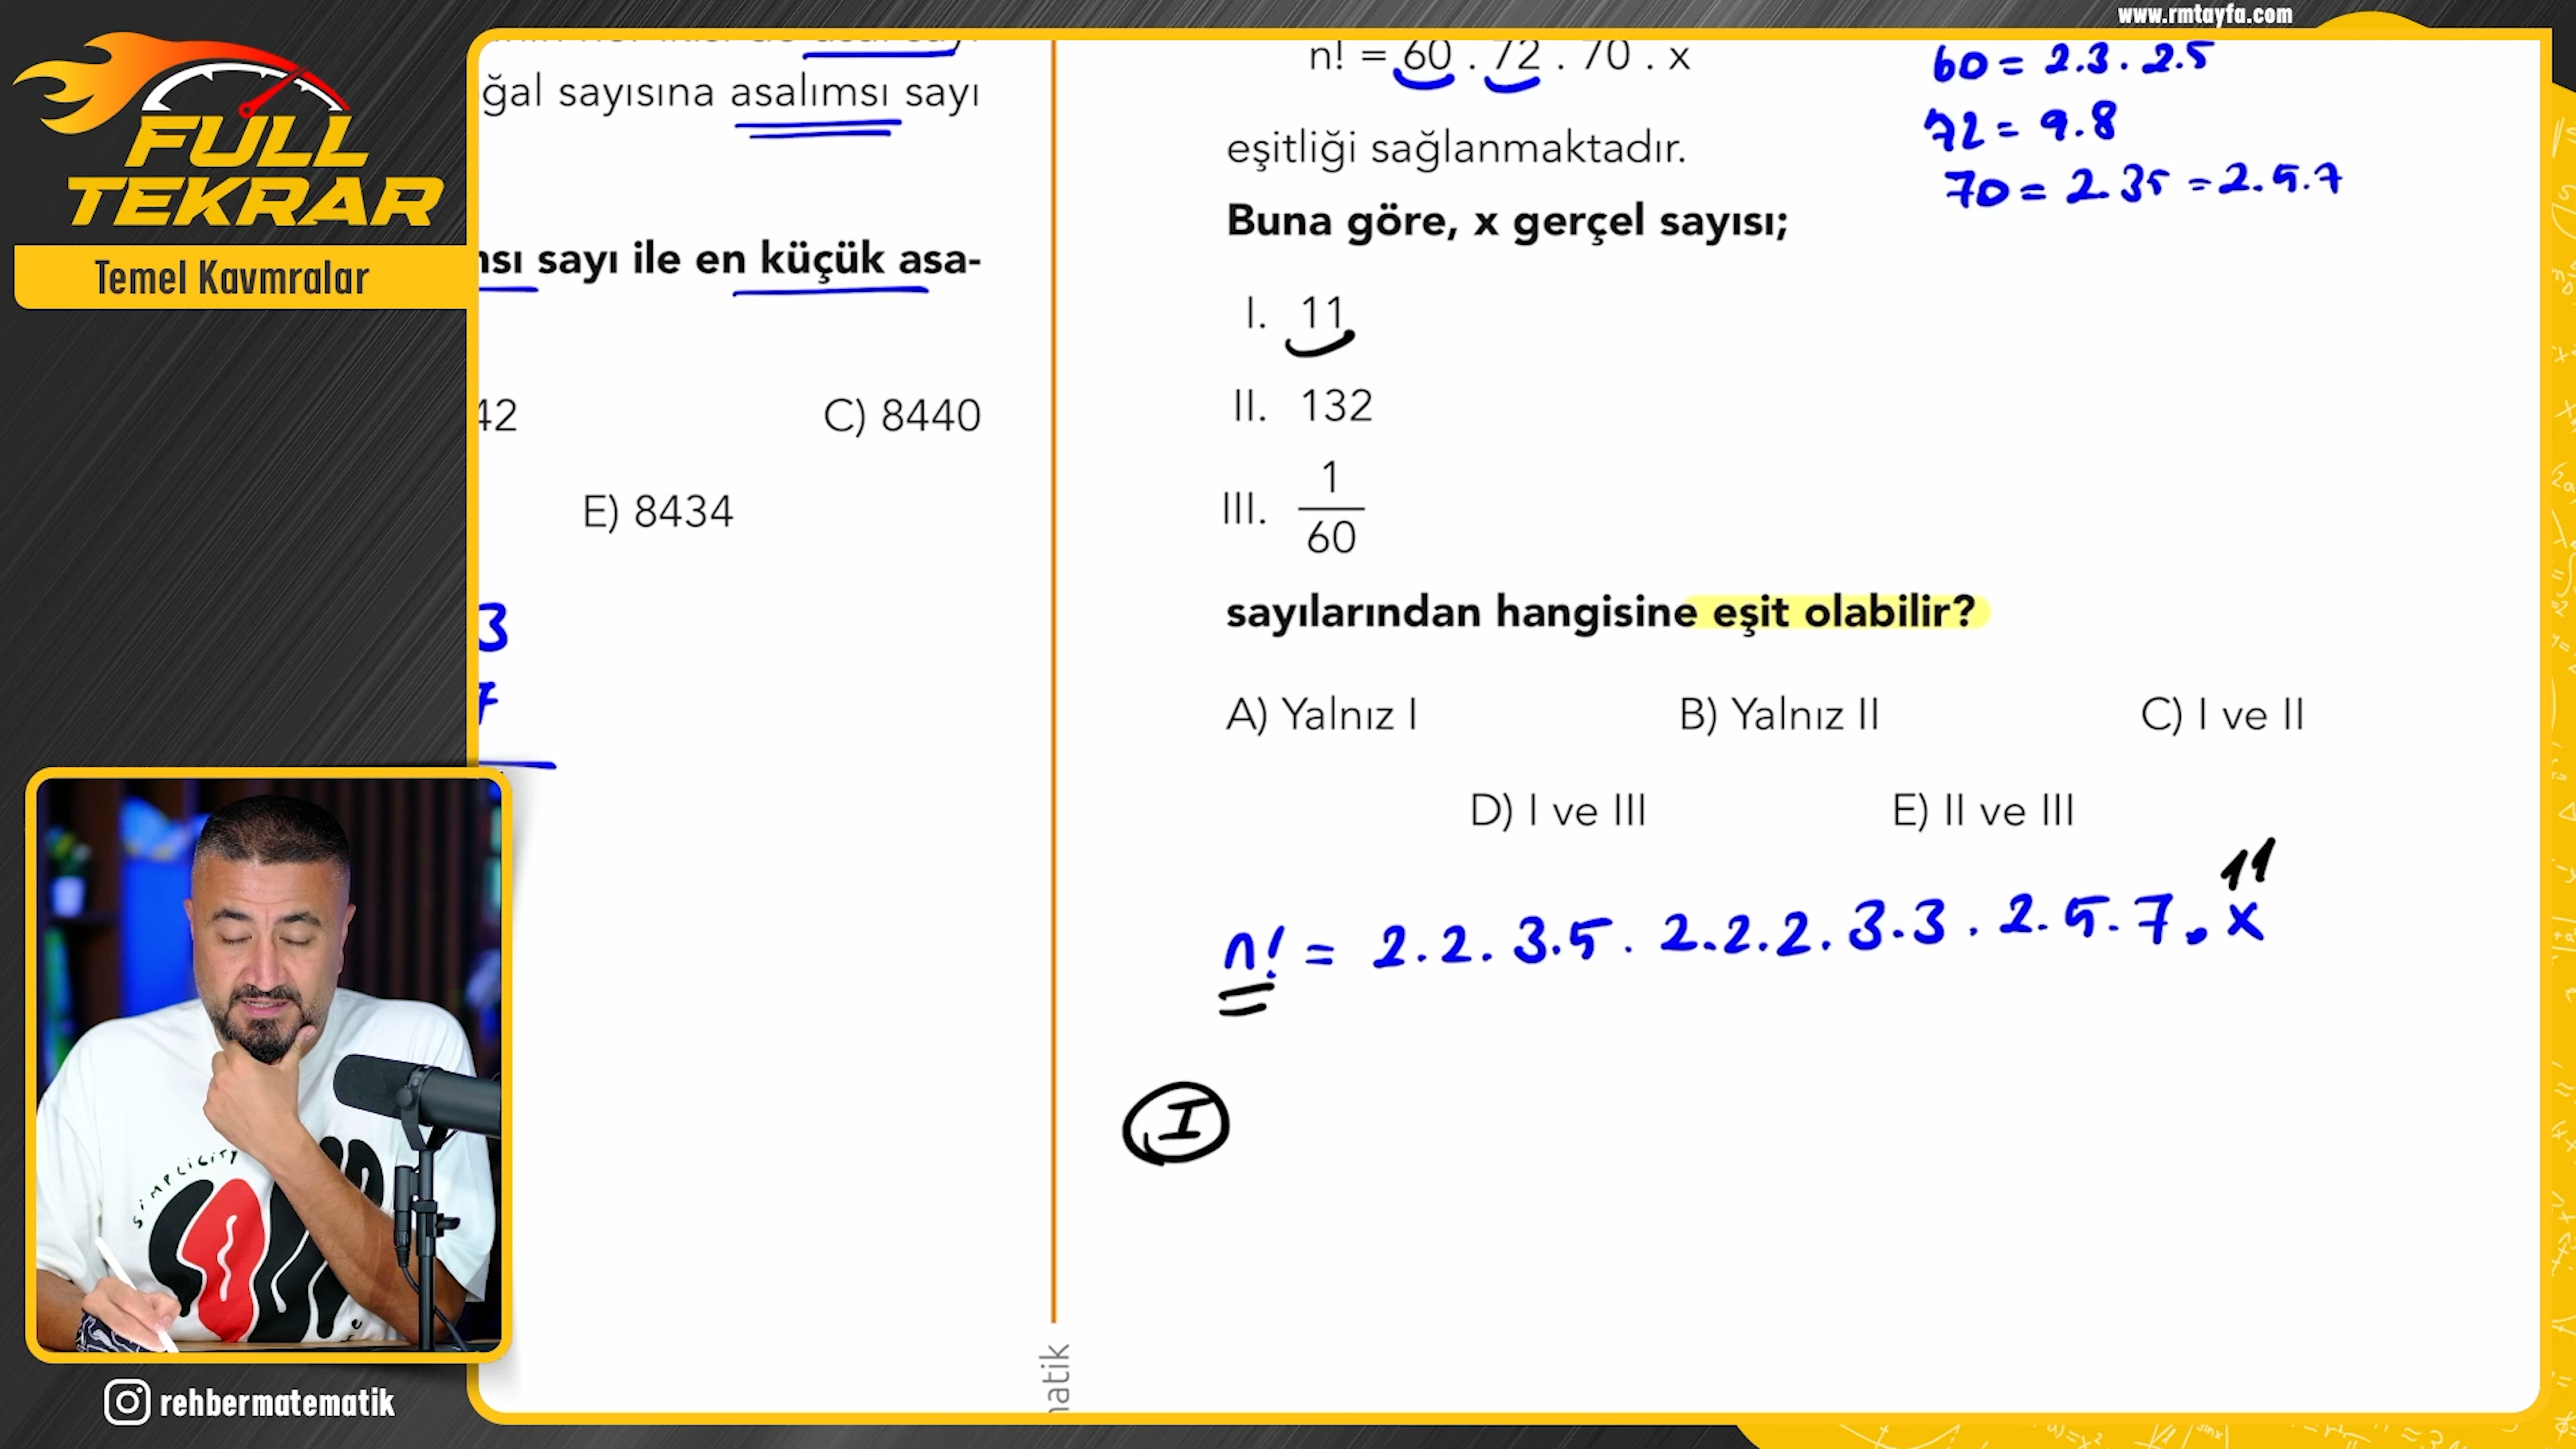 www.rmtayfa.com
FULL
TEKRAR
Temel Kavmralar
ğal sayısına asalımsı sayı
ısı sayı ile en küçük asa-
42
C) 8440
E) 8434
3
7
n! = 60 . 72 . 70 . x
eşitliği sağlanmaktadır.
Buna göre, x gerçel sayısı;
I. 11
II. 132
III. 1/60
sayılarından hangisine eşit olabilir?
A) Yalnız I
B) Yalnız II
C) I ve II
D) I ve III
E) II ve III
60 = 2.3.2.5
72 = 9.8
70 = 2.35 = 2.5.7
11
n! = 2.2.3.5.2.2.2.3.3.2.5.7.x
I
simplicity
rehbermatematik